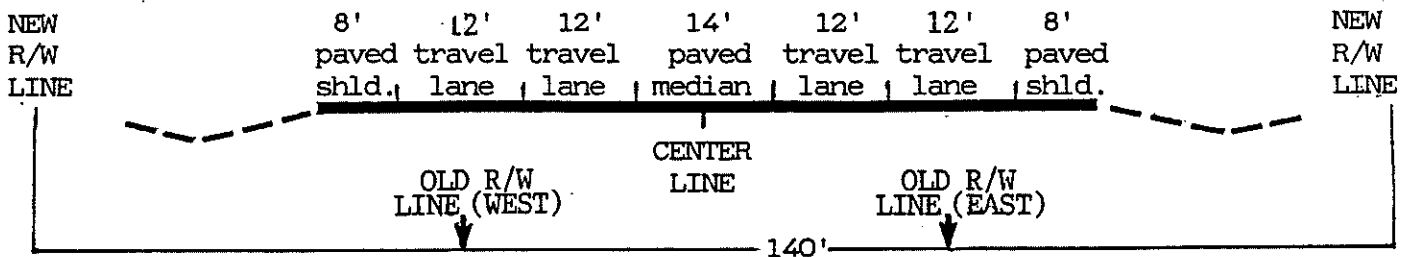 NEW 8' 12' 12' 14' 12' 12' 8' NEW
R/W paved travel travel paved travel travel paved R/W
LINE shld. lane lane median lane lane shld. LINE
CENTER
LINE
OLD R/W OLD R/W
LINE (WEST) LINE (EAST)
140'